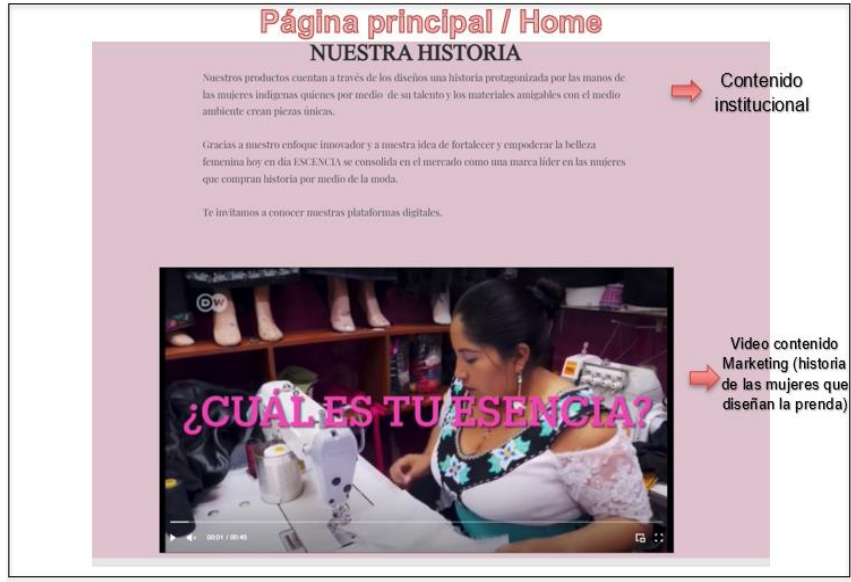 Página principal / Home
NUESTRA HISTORIA
Nuestros productos cuentan a través de los diseños una historia protagonizada por las manos de
las mujeres indígenas quienes por medio de su talento y los materiales amigables con el medio
ambiente crean piezas únicas.
Gracias a nuestro enfoque innovador y a nuestra idea de fortalecer y empoderar la belleza
femenina hoy en día ESCENCIA se consolida en el mercado como una marca líder en las mujeres
que compran historia por medio de la moda.
Te invitamos a conocer nuestras plataformas digitales.
Contenido
institucional
DW
¿CUÁL ES TU ESENCIA?
00:01 / 00:46
Video contenido
Marketing (historia
de las mujeres que
diseñan la prenda)